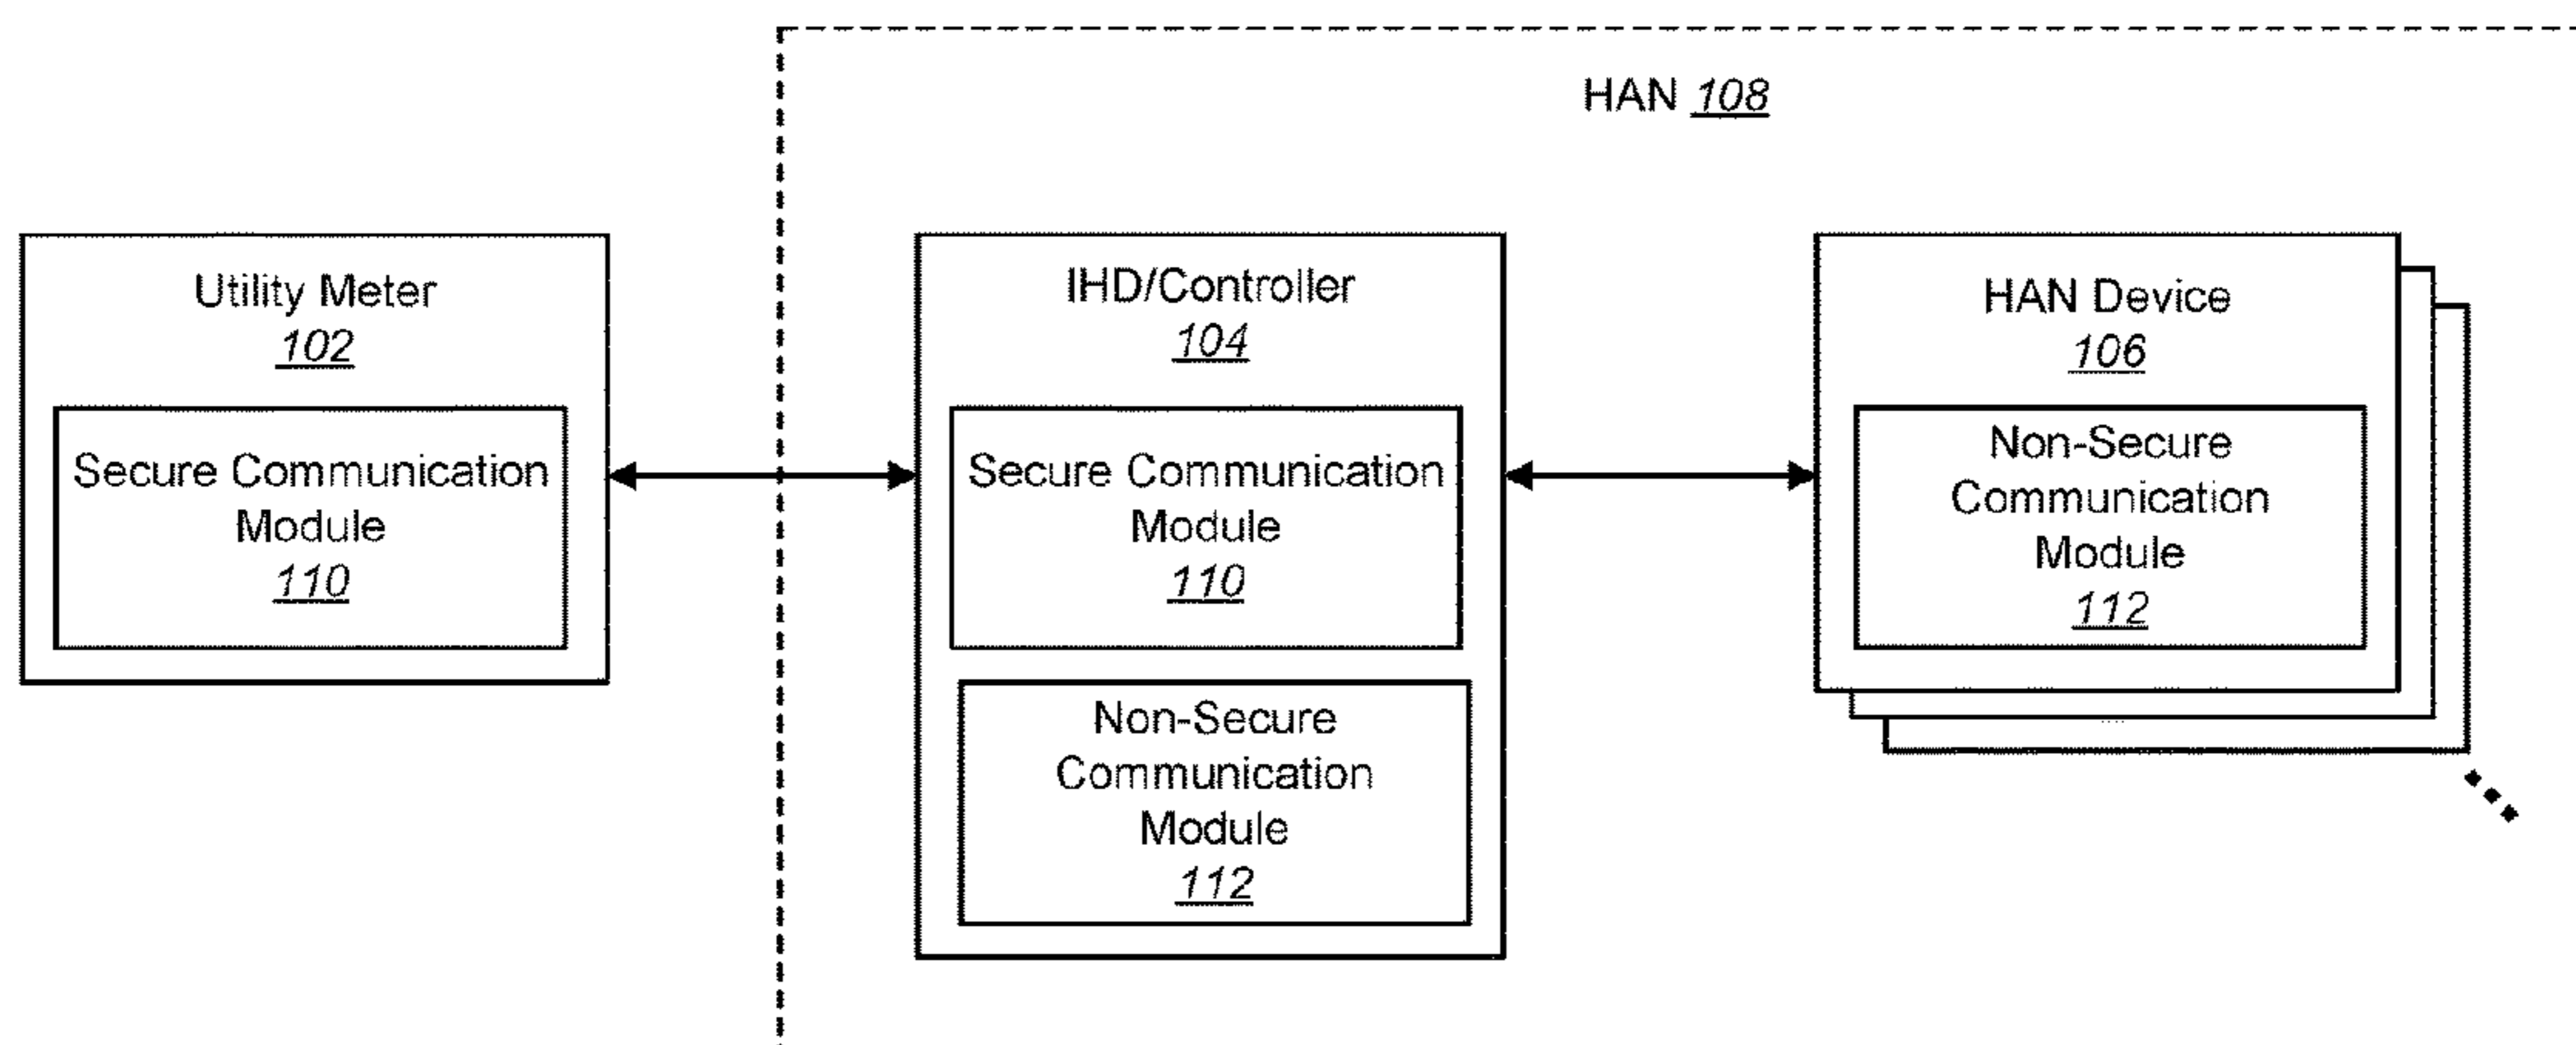 HAN 108
Utility Meter
102
Secure Communication
Module
110
IHD/Controller
104
Secure Communication
Module
110
Non-Secure
Communication
Module
112
HAN Device
106
Non-Secure
Communication
Module
112